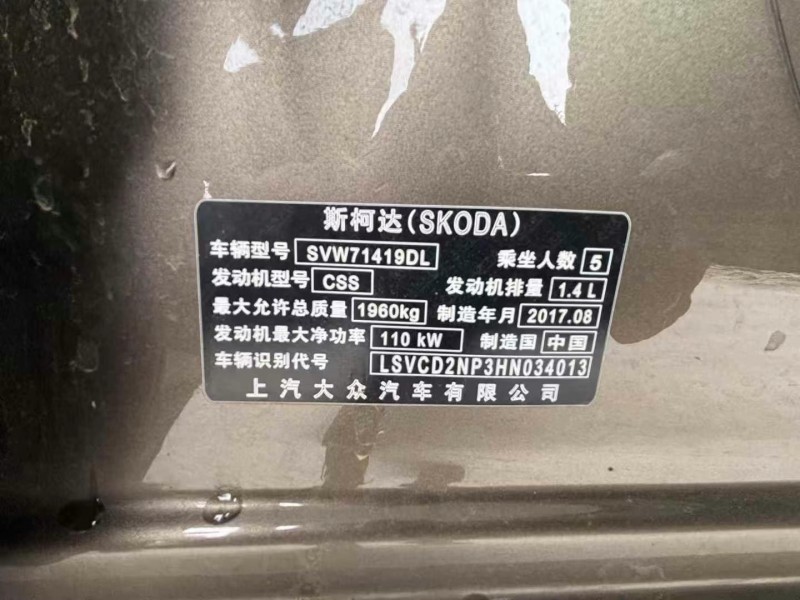 斯柯达(SKODA)
车辆型号 SVW71419DL 乘坐人数 5
发动机型号 CSS 发动机排量 1.4 L
最大允许总质量 1960kg 制造年月 2017.08
发动机最大净功率 110 kW 制造国 中国
车辆识别代号 LSVCD2NP3HN034013
上汽大众汽车有限公司